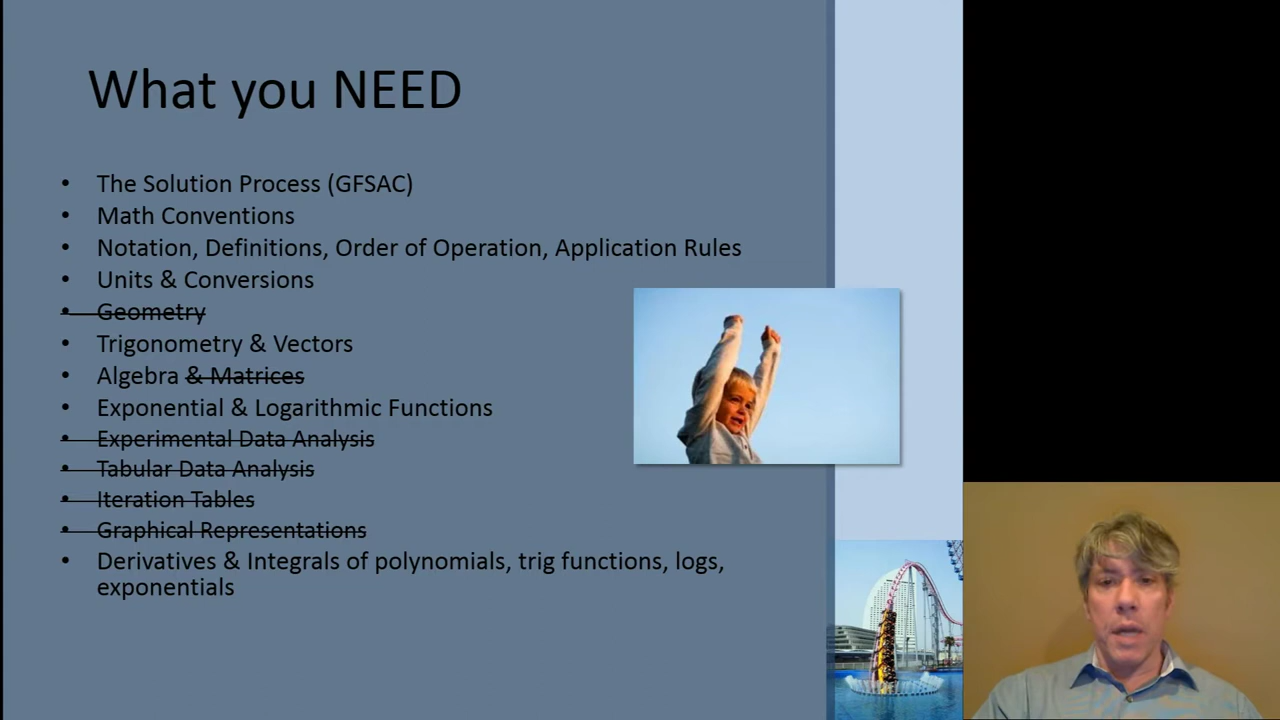 What you NEED
• The Solution Process (GFSAC)
• Math Conventions
• Notation, Definitions, Order of Operation, Application Rules
• Units & Conversions
• Geometry
• Trigonometry & Vectors
• Algebra & Matrices
• Exponential & Logarithmic Functions
• Experimental Data Analysis
• Tabular Data Analysis
• Iteration Tables
• Graphical Representations
• Derivatives & Integrals of polynomials, trig functions, logs,
exponentials